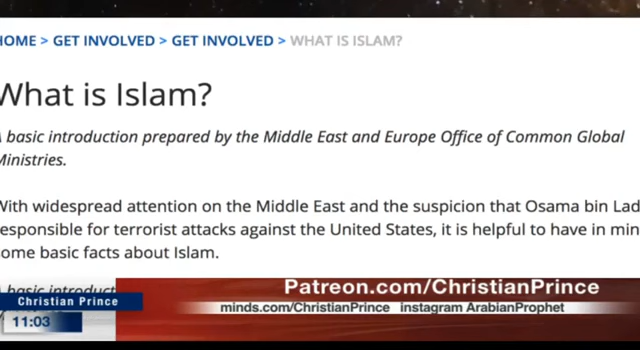 HOME > GET INVOLVED > GET INVOLVED > WHAT IS ISLAM?
What is Islam?
A basic introduction prepared by the Middle East and Europe Office of Common Global
Ministries.
With widespread attention on the Middle East and the suspicion that Osama bin Lad
responsible for terrorist attacks against the United States, it is helpful to have in min
some basic facts about Islam.
A basic introduct
Patreon.com/ChristianPrince
Christian Prince
minds.com/ChristianPrince instagram ArabianProphet
11:03